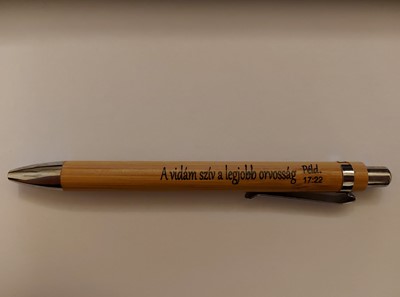 A vidám szív a legjobb orvosság
Péld.
17:22